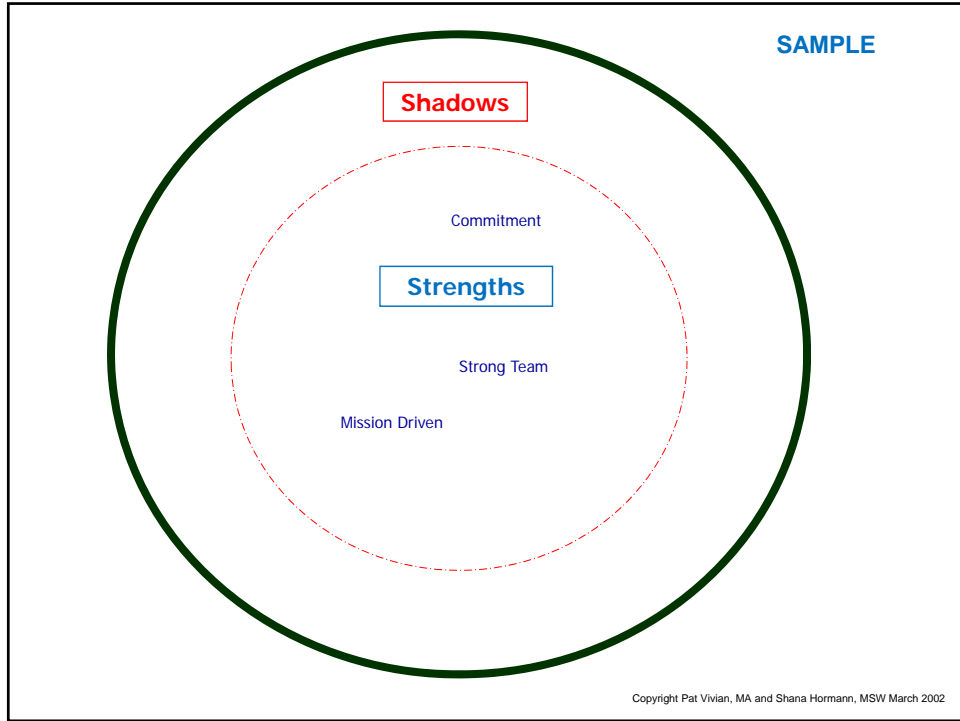 SAMPLE
Shadows
Commitment
Strengths
Strong Team
Mission Driven
Copyright Pat Vivian, MA and Shana Hormann, MSW March 2002